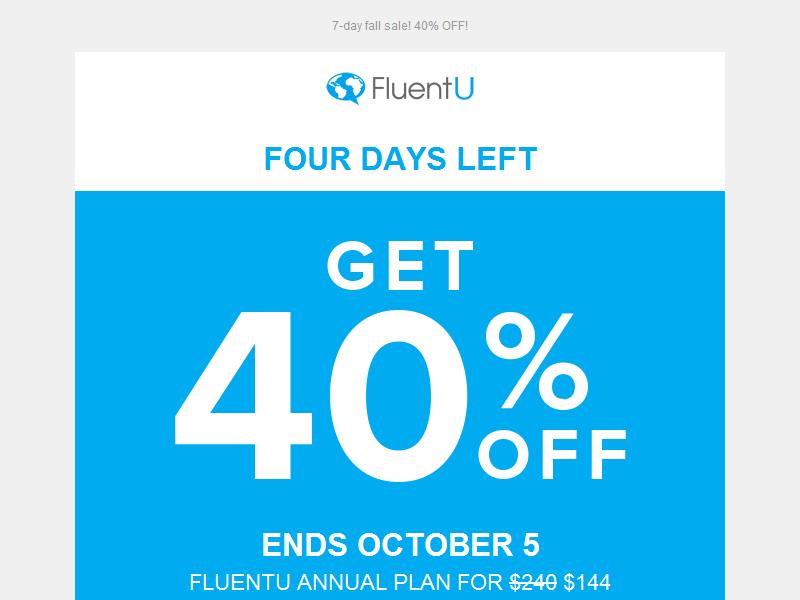 7-day fall sale! 40% OFF!
FluentU
FOUR DAYS LEFT
GET
40%
OFF
ENDS OCTOBER 5
FLUENTU ANNUAL PLAN FOR $240 $144